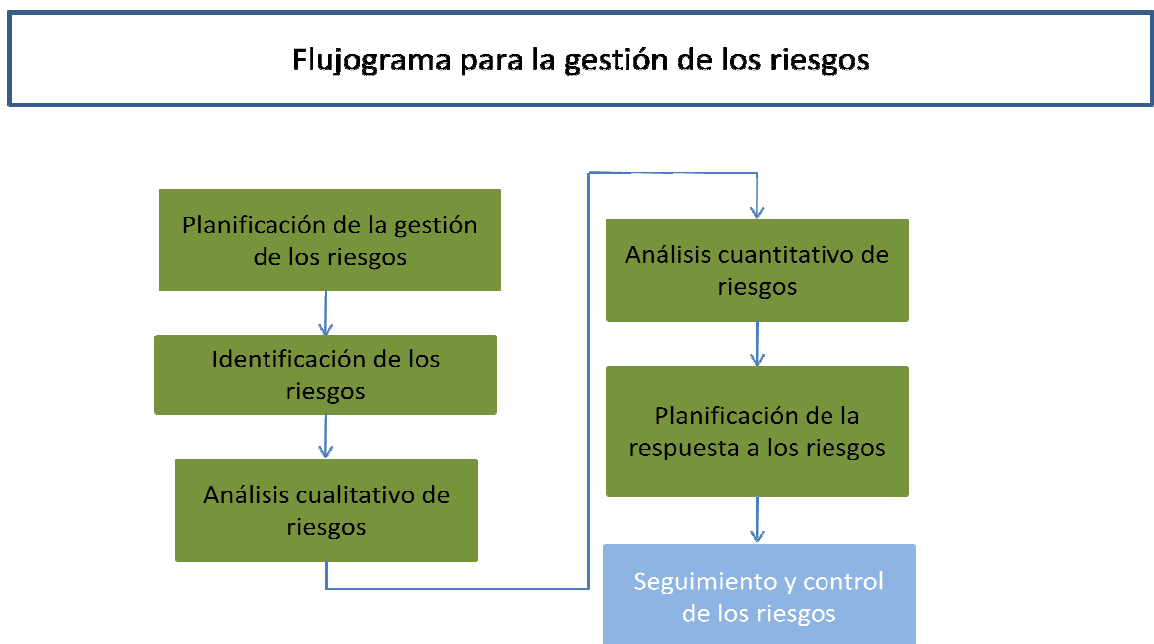 Flujograma para la gestión de los riesgos
Planificación de la gestión
de los riesgos
Identificación de los
riesgos
Análisis cualitativo de
riesgos
Análisis cuantitativo de
riesgos
Planificación de la
respuesta a los riesgos
Seguimiento y control
de los riesgos